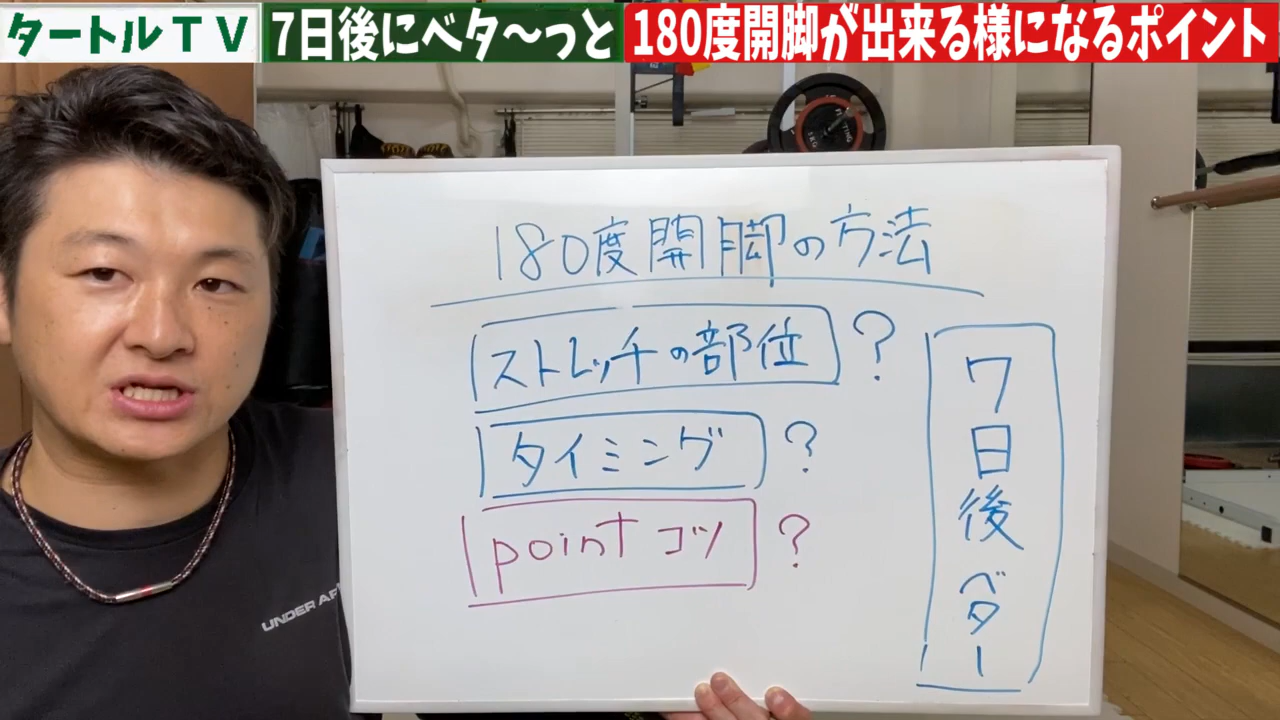 タートルTV 7日後にベタ〜っと 180度開脚が出来る様になるポイント
180度開脚の方法
ストレッチの部位?
タイミング?
pointコツ?
7日後ベター
UNDER AR